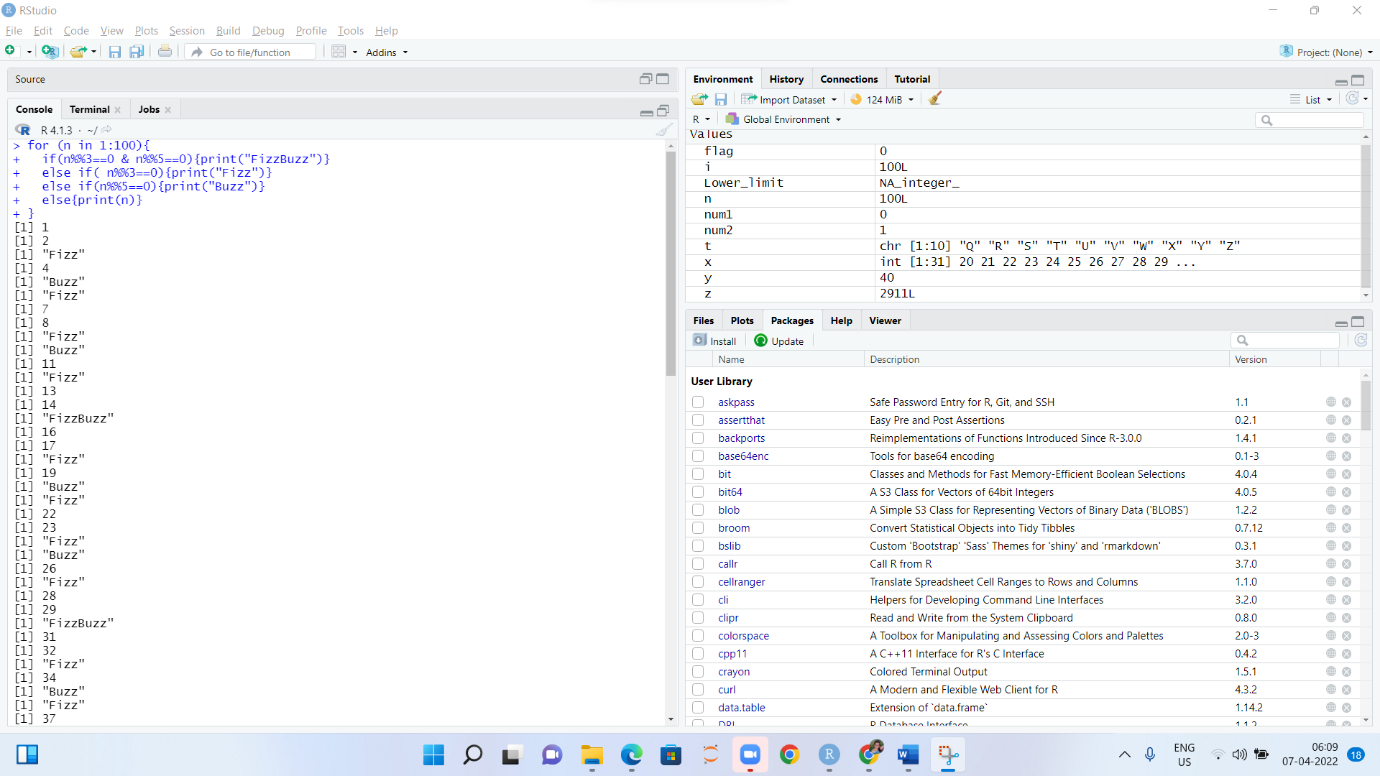 RStudio
File Edit Code View Plots Session Build Debug Profile Tools Help
Go to file/function Addins Project: (None)
Source
Console Terminal Jobs
R 4.1.3 · ~/
> for (n in 1:100){
+ if(n%%3==0 & n%%5==0){print("FizzBuzz")}
+ else if( n%%3==0){print("Fizz")}
+ else if(n%%5==0){print("Buzz")}
+ else{print(n)}
+ }
[1] 1
[1] 2
[1] "Fizz"
[1] 4
[1] "Buzz"
[1] "Fizz"
[1] 7
[1] 8
[1] "Fizz"
[1] "Buzz"
[1] 11
[1] "Fizz"
[1] 13
[1] 14
[1] "FizzBuzz"
[1] 16
[1] 17
[1] "Fizz"
[1] 19
[1] "Buzz"
[1] "Fizz"
[1] 22
[1] 23
[1] "Fizz"
[1] "Buzz"
[1] 26
[1] "Fizz"
[1] 28
[1] 29
[1] "FizzBuzz"
[1] 31
[1] 32
[1] "Fizz"
[1] 34
[1] "Buzz"
[1] "Fizz"
[1] 37
Environment History Connections Tutorial
Import Dataset 124 MiB List
R Global Environment
Values
flag 0
i 100L
Lower_limit NA_integer_
n 100L
num1 0
num2 1
t chr [1:10] "Q" "R" "S" "T" "U" "V" "W" "X" "Y" "Z"
x int [1:31] 20 21 22 23 24 25 26 27 28 29 ...
y 40
z 2911L
Files Plots Packages Help Viewer
Install Update
Name Description Version
User Library
askpass Safe Password Entry for R, Git, and SSH 1.1
assertthat Easy Pre and Post Assertions 0.2.1
backports Reimplementations of Functions Introduced Since R-3.0.0 1.4.1
base64enc Tools for base64 encoding 0.1-3
bit Classes and Methods for Fast Memory-Efficient Boolean Selections 4.0.4
bit64 A S3 Class for Vectors of 64bit Integers 4.0.5
blob A Simple S3 Class for Representing Vectors of Binary Data ('BLOBS') 1.2.2
broom Convert Statistical Objects into Tidy Tibbles 0.7.12
bslib Custom 'Bootstrap' 'Sass' Themes for 'shiny' and 'rmarkdown' 0.3.1
callr Call R from R 3.7.0
cellranger Translate Spreadsheet Cell Ranges to Rows and Columns 1.1.0
cli Helpers for Developing Command Line Interfaces 3.2.0
clipr Read and Write from the System Clipboard 0.8.0
colorspace A Toolbox for Manipulating and Assessing Colors and Palettes 2.0-3
cpp11 A C++11 Interface for R's C Interface 0.4.2
crayon Colored Terminal Output 1.5.1
curl A Modern and Flexible Web Client for R 4.3.2
data.table Extension of `data.frame` 1.14.2
DBI R Database Interface 1.1.2
ENG 06:09
US 07-04-2022 18